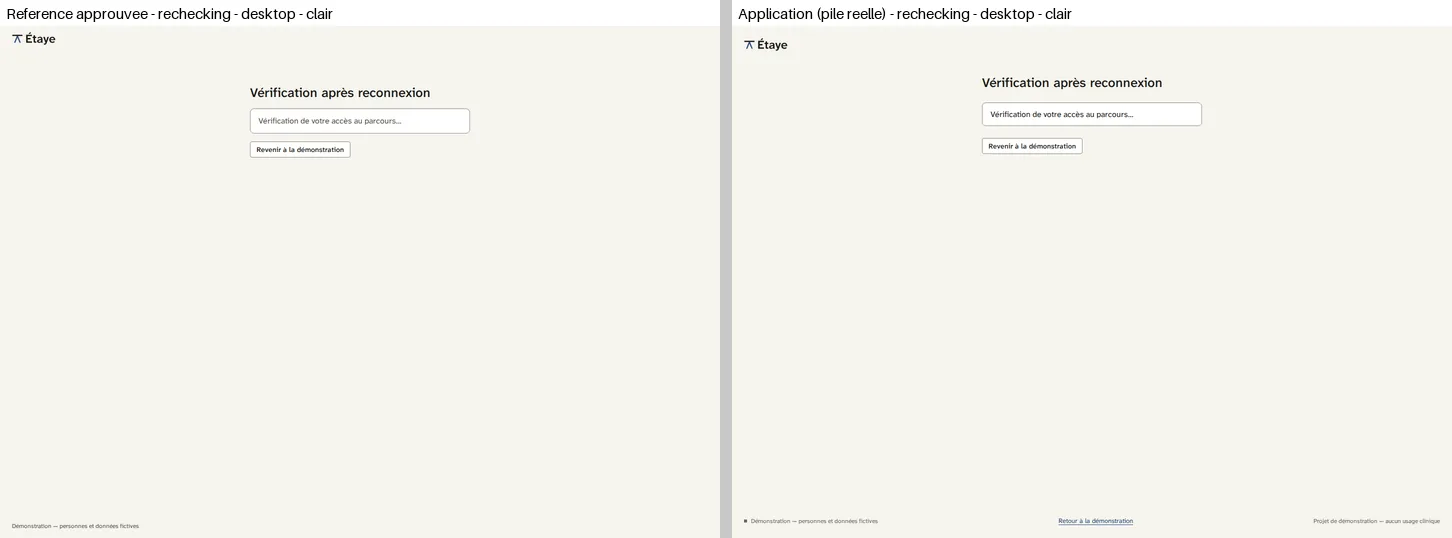 Reference approuvee - rechecking - desktop - clair
Étaye
Vérification après reconnexion
Vérification de votre accès au parcours...
Revenir à la démonstration
Démonstration — personnes et données fictives
Application (pile reelle) - rechecking - desktop - clair
Étaye
Vérification après reconnexion
Vérification de votre accès au parcours...
Revenir à la démonstration
Démonstration — personnes et données fictives
Retour à la démonstration
Projet de démonstration — aucun usage clinique